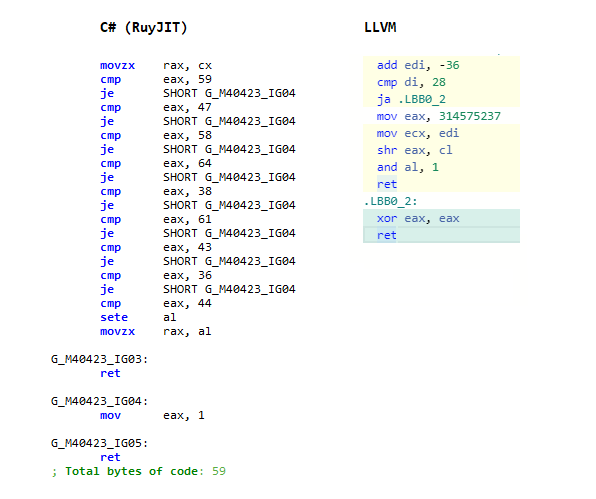 C# (RuyJIT)
movzx rax, cx
cmp eax, 59
je SHORT G_M40423_IG04
cmp eax, 47
je SHORT G_M40423_IG04
cmp eax, 58
je SHORT G_M40423_IG04
cmp eax, 64
je SHORT G_M40423_IG04
cmp eax, 38
je SHORT G_M40423_IG04
cmp eax, 61
je SHORT G_M40423_IG04
cmp eax, 43
je SHORT G_M40423_IG04
cmp eax, 36
je SHORT G_M40423_IG04
cmp eax, 44
sete al
movzx rax, al
G_M40423_IG03:
ret
G_M40423_IG04:
mov eax, 1
G_M40423_IG05:
ret
; Total bytes of code: 59
LLVM
add edi, -36
cmp di, 28
ja .LBB0_2
mov eax, 314575237
mov ecx, edi
shr eax, cl
and al, 1
ret
.LBB0_2:
xor eax, eax
ret